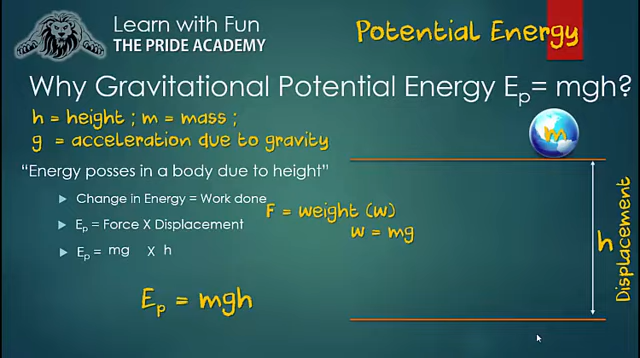 Learn with Fun
THE PRIDE ACADEMY
Potential Energy
Why Gravitational Potential Energy Eₚ= mgh?
h = height ; m = mass ;
g = acceleration due to gravity
m
"Energy posses in a body due to height"
Change in Energy = Work done
F = weight (w)
Eₚ = Force X Displacement
w = mg
Eₚ = mg X h
Eₚ = mgh
h
Displacement